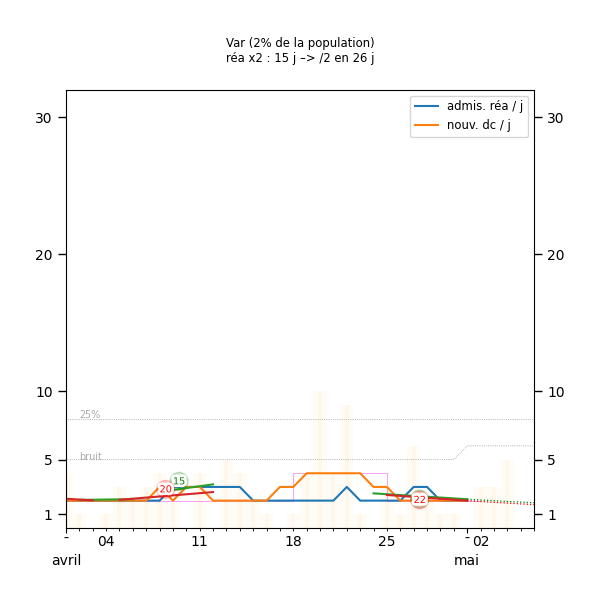 Var (2% de la population)
réa x2 : 15 j –> /2 en 26 j
admis. réa / j
nouv. dc / j
30
30
20
20
10
10
25%
5
bruit
5
15
20
22
1
1
04
11
18
25
02
avril
mai